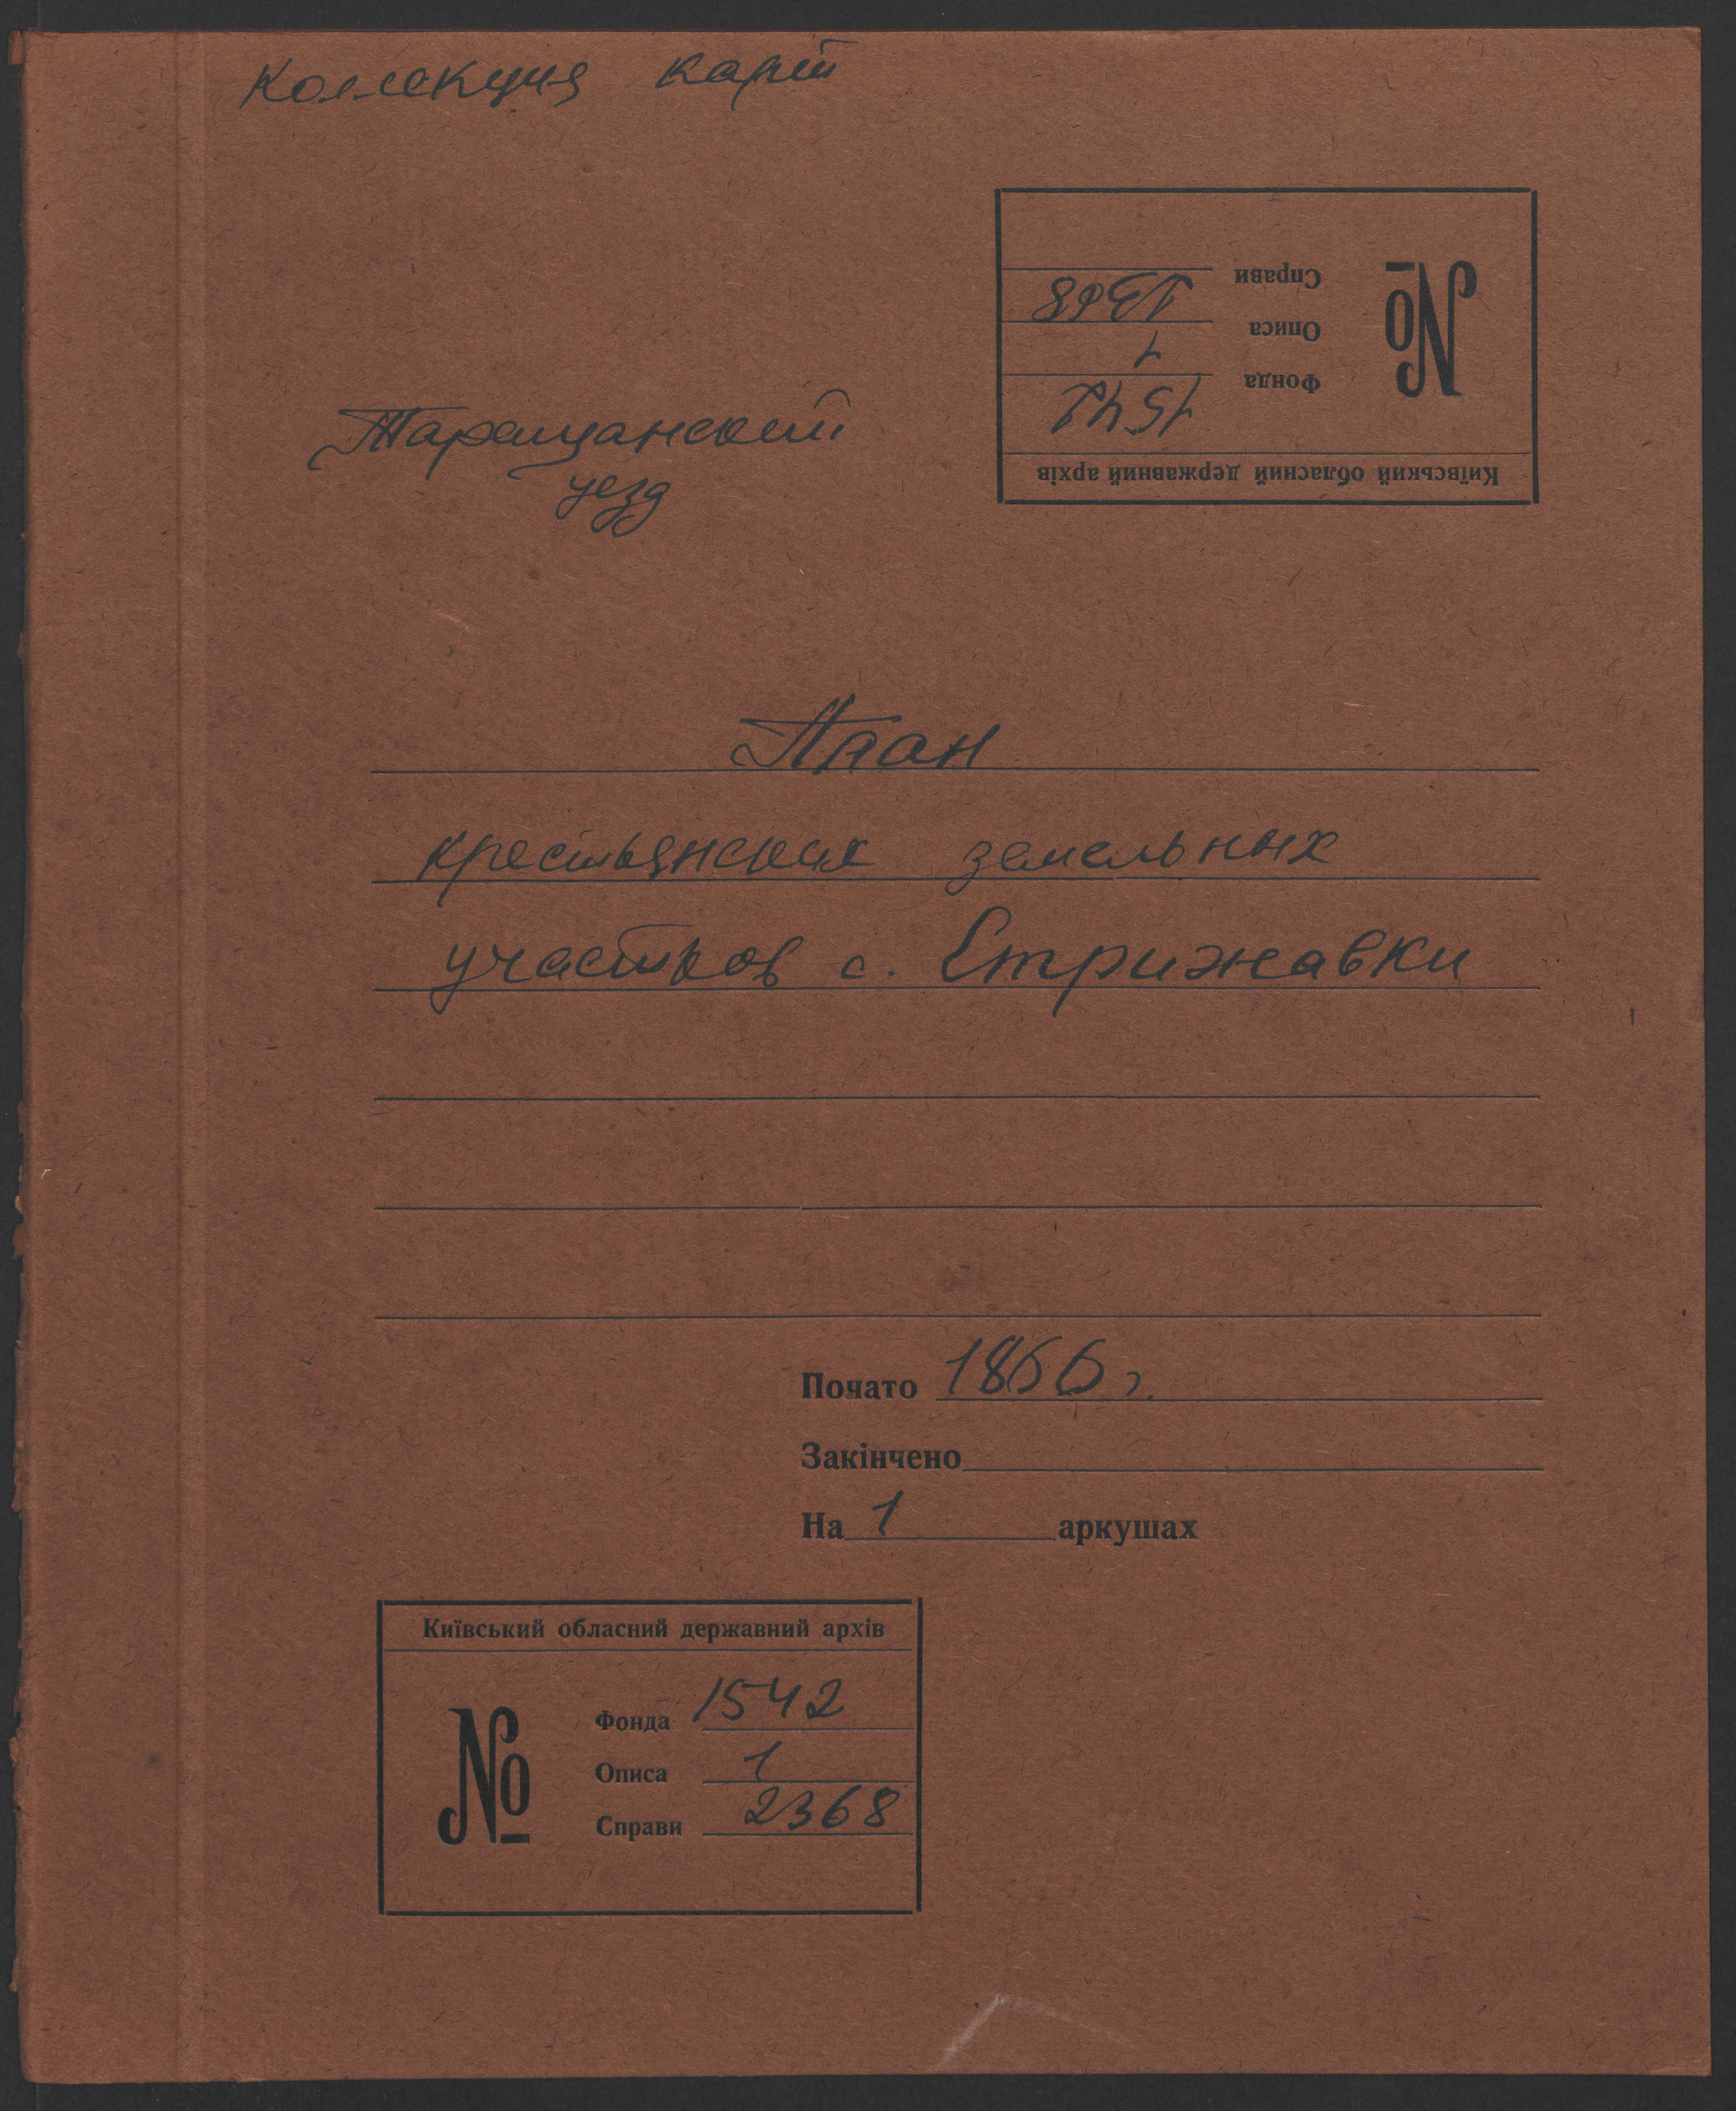 Коллекция карт
Київський обласний державний архів
№
Фонда 1542
Описа 1
Справи 2368
Таращанский
уезд
План
крестьянских земельных
участков с. Стрижавки
Почато 1866 г.
Закінчено
На 1 аркушах
Київський обласний державний архів
№
Фонда 1542
Описа 1
Справи 2368